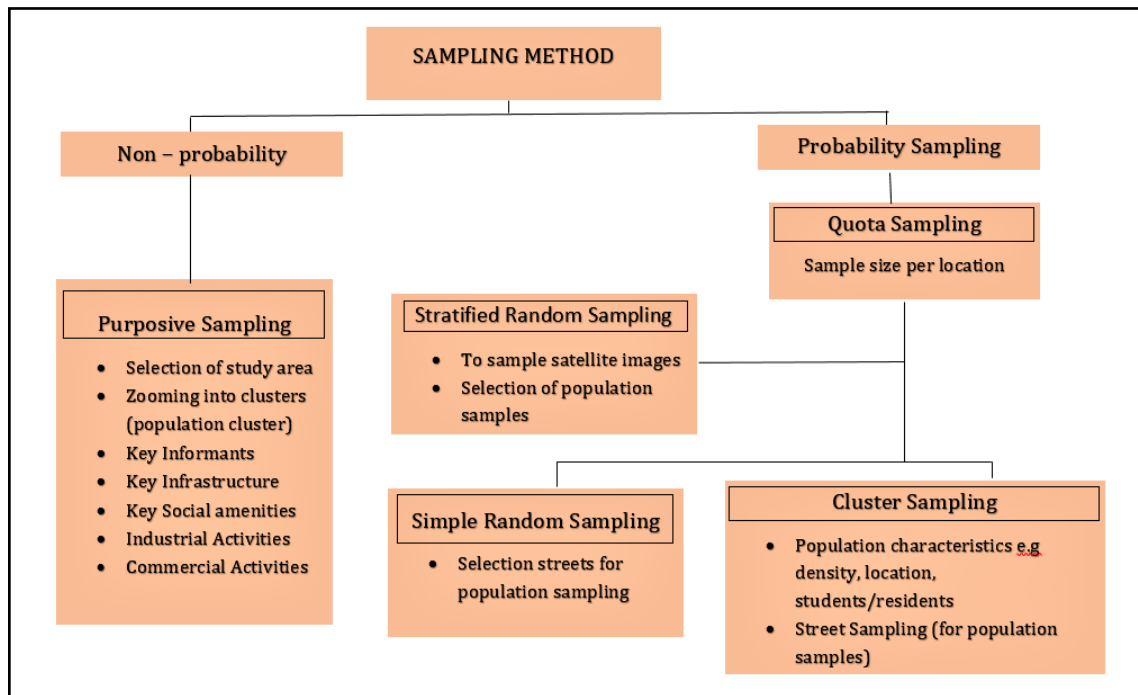 SAMPLING METHOD
Non – probability
Probability Sampling
Quota Sampling
Sample size per location
Purposive Sampling
• Selection of study area
• Zooming into clusters
(population cluster)
• Key Informants
• Key Infrastructure
• Key Social amenities
• Industrial Activities
• Commercial Activities
Stratified Random Sampling
• To sample satellite images
• Selection of population
samples
Simple Random Sampling
• Selection streets for
population sampling
Cluster Sampling
• Population characteristics e.g
density, location,
students/residents
• Street Sampling (for population
samples)